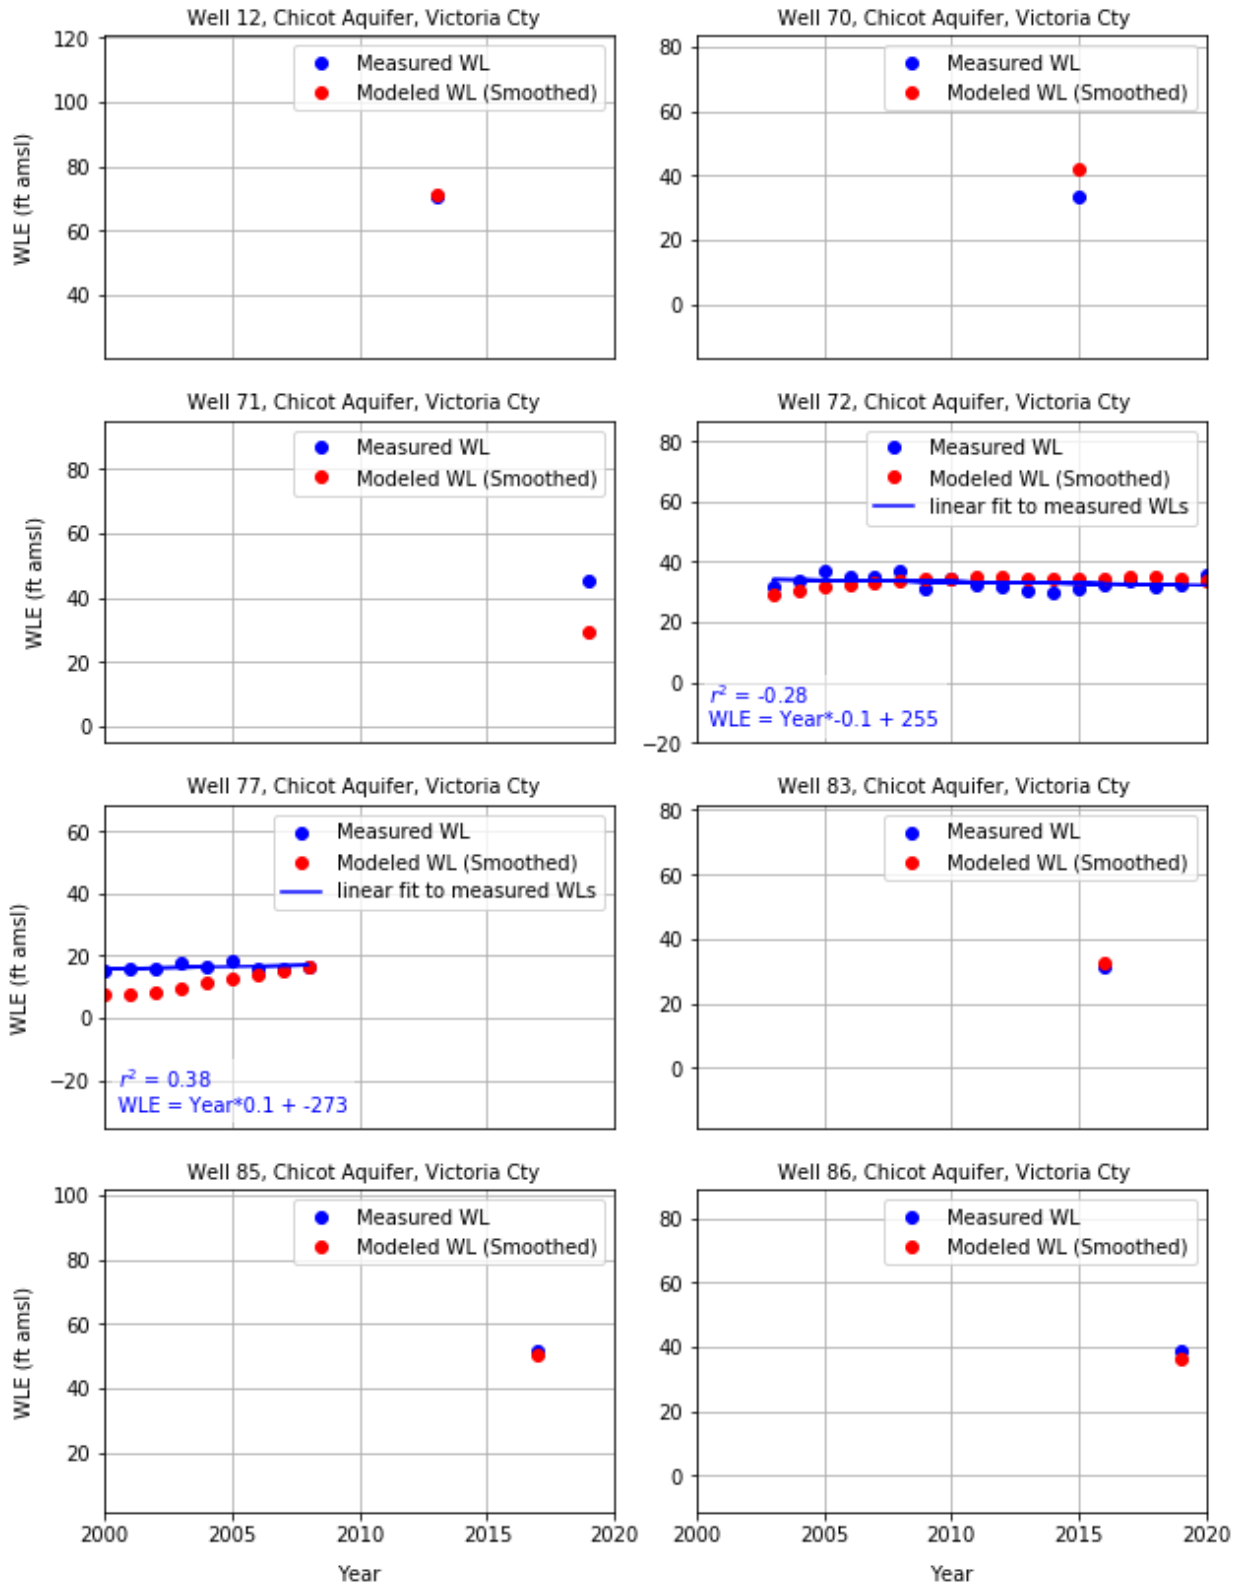 Well 12, Chicot Aquifer, Victoria Cty
120
100
80
60
40
WLE (ft amsl)
Measured WL
Modeled WL (Smoothed)
Well 70, Chicot Aquifer, Victoria Cty
80
60
40
20
0
Measured WL
Modeled WL (Smoothed)
Well 71, Chicot Aquifer, Victoria Cty
80
60
40
20
0
WLE (ft amsl)
Measured WL
Modeled WL (Smoothed)
Well 72, Chicot Aquifer, Victoria Cty
80
60
40
20
0
−20
Measured WL
Modeled WL (Smoothed)
linear fit to measured WLs
r² = -0.28
WLE = Year*-0.1 + 255
Well 77, Chicot Aquifer, Victoria Cty
60
40
20
0
−20
WLE (ft amsl)
Measured WL
Modeled WL (Smoothed)
linear fit to measured WLs
r² = 0.38
WLE = Year*0.1 + -273
Well 83, Chicot Aquifer, Victoria Cty
80
60
40
20
0
Measured WL
Modeled WL (Smoothed)
Well 85, Chicot Aquifer, Victoria Cty
100
80
60
40
20
WLE (ft amsl)
Measured WL
Modeled WL (Smoothed)
2000 2005 2010 2015 2020
Year
Well 86, Chicot Aquifer, Victoria Cty
80
60
40
20
0
Measured WL
Modeled WL (Smoothed)
2000 2005 2010 2015 2020
Year